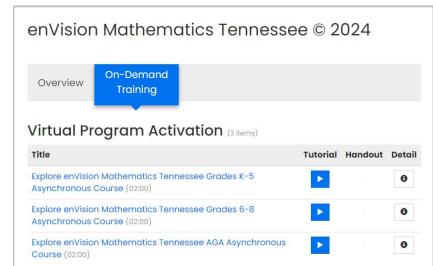 enVision Mathematics Tennessee © 2024
Overview
On-Demand
Training
Virtual Program Activation (3 items)
Title Tutorial Handout Detail
Explore enVision Mathematics Tennessee Grades K-5
Asynchronous Course (02:00)
Explore enVision Mathematics Tennessee Grades 6-8
Asynchronous Course (02:00)
Explore enVision Mathematics Tennessee AGA Asynchronous
Course (02:00)